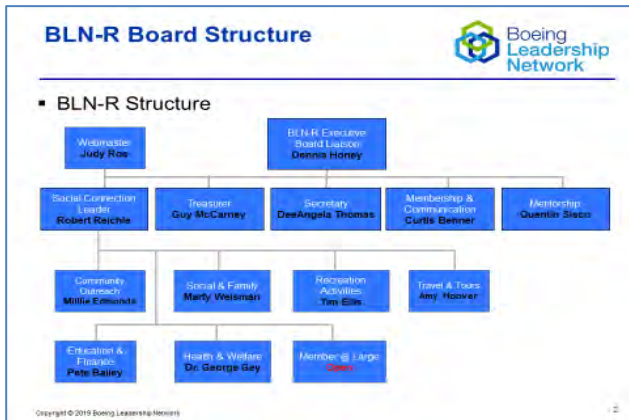 BLN-R Board Structure
Boeing
Leadership
Network
▪ BLN-R Structure
Webmaster
Judy Roe
BLN-R Executive
Board Liaison
Dennis Honey
Social Connection
Leader
Robert Reichle
Treasurer
Guy McCarney
Secretary
DeeAngela Thomas
Membership &
Communication
Curtis Behner
Mentorship
Quentin Sisco
Community
Outreach
Millie Edmonds
Social & Family
Marty Weisman
Recreation
Activities
Tim Ellis
Travel & Tours
Amy Hoover
Education &
Finance
Pete Bailey
Health & Welfare
Dr. George Gey
Member @ Large
Open
Copyright © 2019 Boeing Leadership Network
2